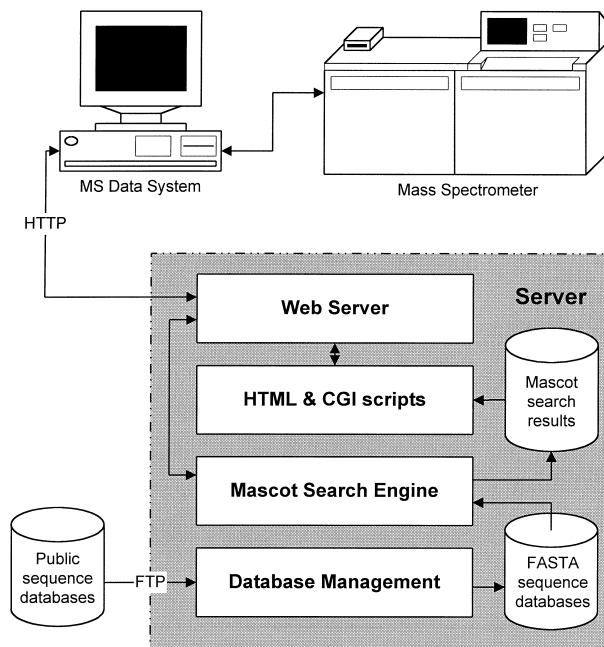 MS Data System
Mass Spectrometer
HTTP
Server
Web Server
HTML & CGI scripts
Mascot
search
results
Mascot Search Engine
Public
sequence
databases
FTP
Database Management
FASTA
sequence
databases